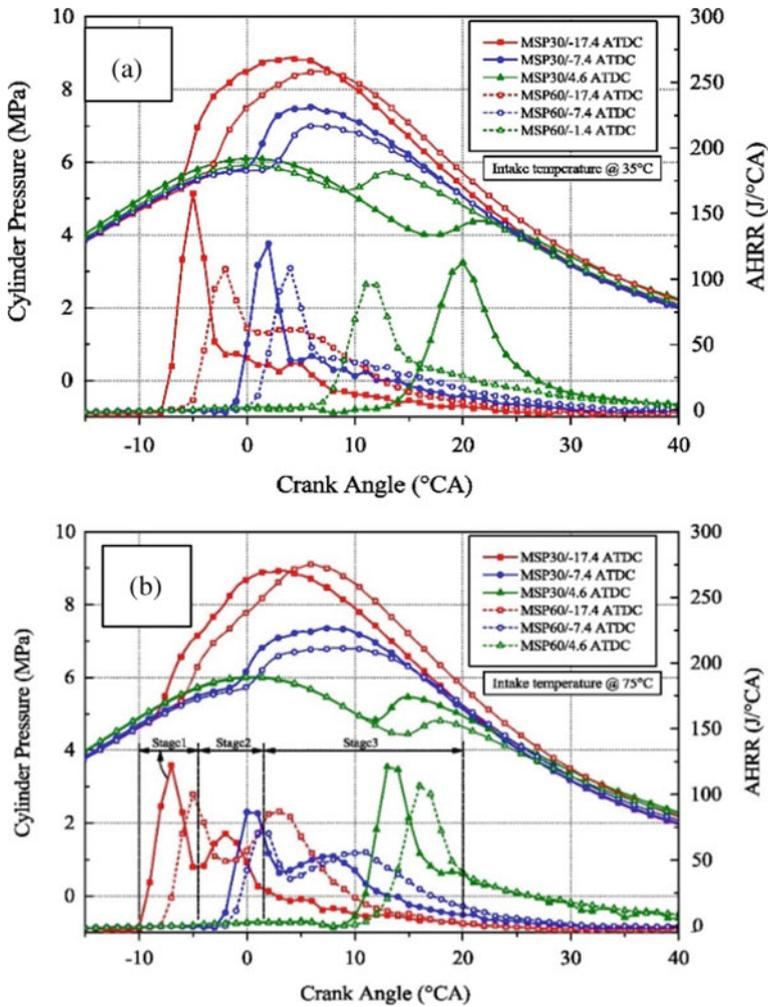 (a)
MSP30/-17.4 ATDC
MSP30/-7.4 ATDC
MSP30/4.6 ATDC
MSP60/-17.4 ATDC
MSP60/-7.4 ATDC
MSP60/-1.4 ATDC
Intake temperature @ 35°C
Cylinder Pressure (MPa)
10
8
6
4
2
0
AHRR (J/°CA)
300
250
200
150
100
50
0
-10
0
10
20
30
40
Crank Angle (°CA)
(b)
MSP30/-17.4 ATDC
MSP30/-7.4 ATDC
MSP30/4.6 ATDC
MSP60/-17.4 ATDC
MSP60/-7.4 ATDC
MSP60/4.6 ATDC
Intake temperature @ 75°C
Stage1
Stage2
Stage3
Cylinder Pressure (MPa)
10
8
6
4
2
0
AHRR (J/°CA)
300
250
200
150
100
50
0
-10
0
10
20
30
40
Crank Angle (°CA)